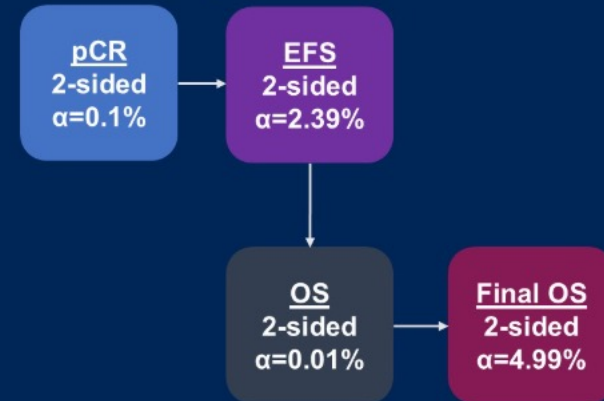 pCR
2-sided
α=0.1%
EFS
2-sided
α=2.39%
OS
2-sided
α=0.01%
Final OS
2-sided
α=4.99%